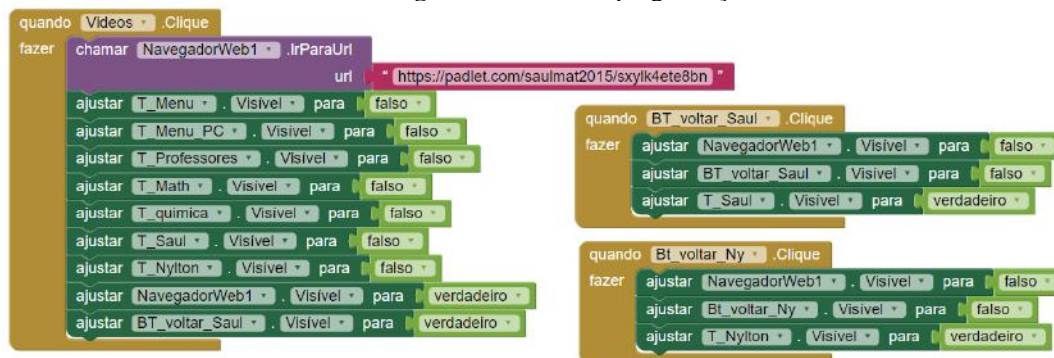 quando Videos .Clique
fazer chamar NavegadorWeb1 .IrParaUrl
url " https://padlet.com/saulmat2015/sxylk4ete8bn "
ajustar T_Menu . Visível para falso
ajustar T_Menu_PC . Visível para falso
ajustar T_Professores . Visível para falso
ajustar T_Math . Visível para falso
ajustar T_quimica . Visível para falso
ajustar T_Saul . Visível para falso
ajustar T_Nylton . Visível para falso
ajustar NavegadorWeb1 . Visível para verdadeiro
ajustar BT_voltar_Saul . Visível para verdadeiro
quando BT_voltar_Saul .Clique
fazer ajustar NavegadorWeb1 . Visível para falso
ajustar BT_voltar_Saul . Visível para falso
ajustar T_Saul . Visível para verdadeiro
quando Bt_voltar_Ny .Clique
fazer ajustar NavegadorWeb1 . Visível para falso
ajustar Bt_voltar_Ny . Visível para falso
ajustar T_Nylton . Visível para verdadeiro